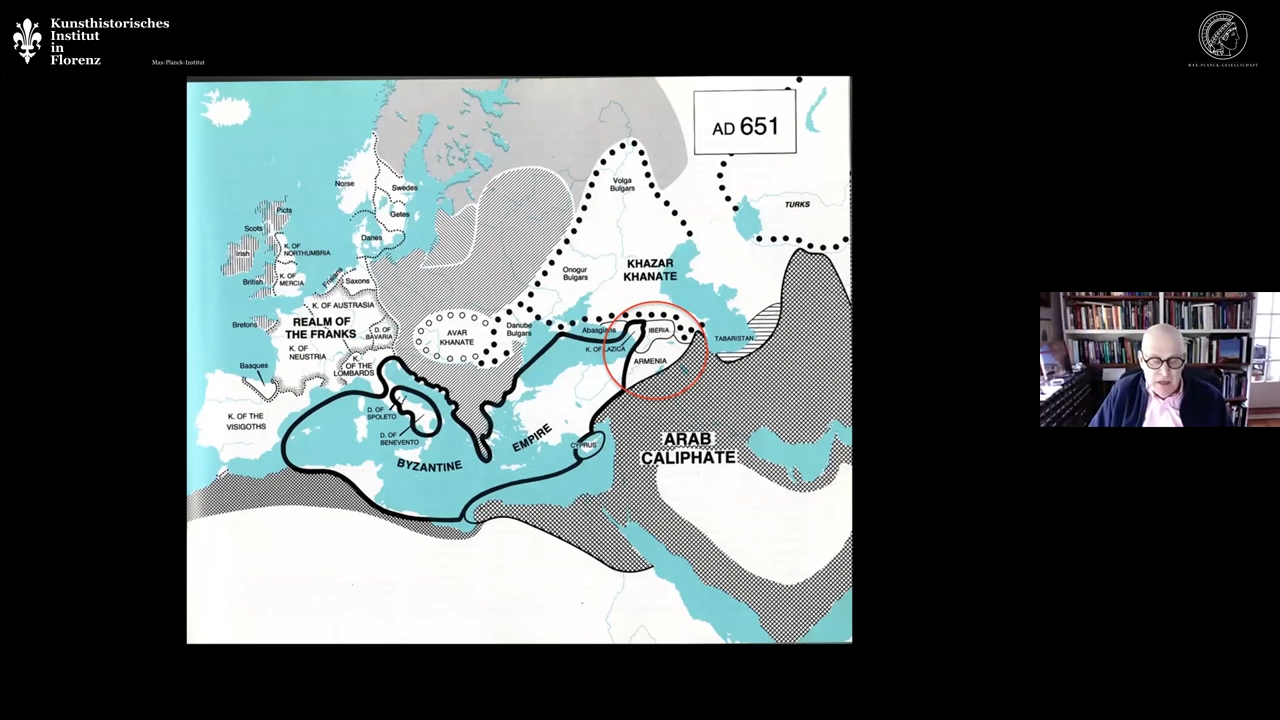 Kunsthistorisches
Institut
in
Florenz
Max-Planck-Institut
MAX-PLANCK-GESELLSCHAFT
AD 651
Norse
Swedes
Getes
Danes
Picts
Scots
Irish
K. OF
NORTHUMBRIA
British
K. OF
MERCIA
Frisians
Saxons
Bretons
K. OF AUSTRASIA
REALM OF
THE FRANKS
D. OF
BAVARIA
K. OF
NEUSTRIA
K.
OF THE
LOMBARDS
Basques
K. OF THE
VISIGOTHS
D. OF
SPOLETO
D. OF
BENEVENTO
AVAR
KHANATE
Danube
Bulgars
Onogur
Bulgars
Volga
Bulgars
KHAZAR
KHANATE
TURKS
Abasgians
K. OF LAZICA
IBERIA
ARMENIA
TABARISTAN
BYZANTINE
EMPIRE
CYPRUS
ARAB
CALIPHATE